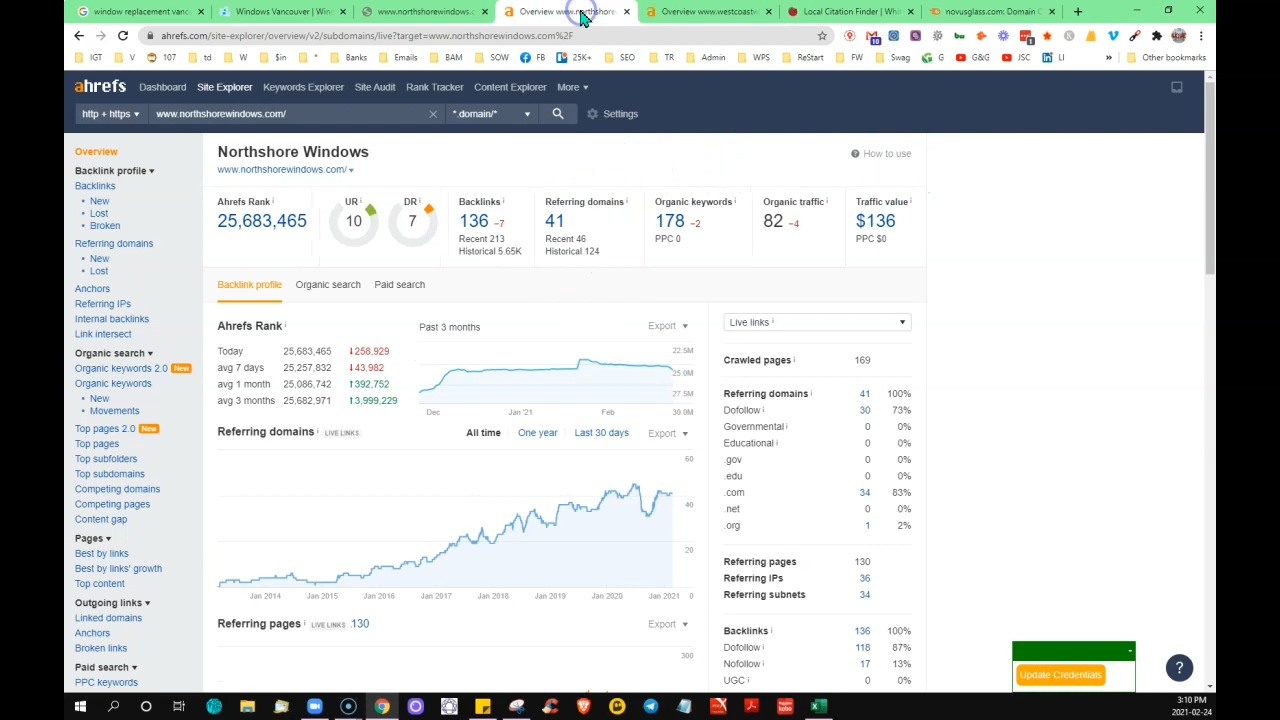 window replacement vanc
Windows Vancouver | Win
www.northshorewindows.c
Overview www.northshore
Overview: www.westcoast
Local Citation Finder | Whit
novusglass.com: Domain C
ahrefs.com/site-explorer/overview/v2/subdomains/live?target=www.northshorewindows.com%2F
IGT V 107 td W $in * Banks Emails BAM SOW FB 25K+ SEO TR Admin WPS ReStart FW Swag G G&G JSC LI » Other bookmarks
ahrefs Dashboard Site Explorer Keywords Explorer Site Audit Rank Tracker Content Explorer More
http + https www.northshorewindows.com/ *.domain/* Settings
Overview
Backlink profile
Backlinks
New
Lost
Broken
Referring domains
New
Lost
Anchors
Referring IPs
Internal backlinks
Link intersect
Organic search
Organic keywords 2.0 New
Organic keywords
New
Movements
Top pages 2.0 New
Top pages
Top subfolders
Top subdomains
Competing domains
Competing pages
Content gap
Pages
Best by links
Best by links' growth
Top content
Outgoing links
Linked domains
Anchors
Broken links
Paid search
PPC keywords
Northshore Windows
How to use
www.northshorewindows.com/
Ahrefs Rank UR DR Backlinks Referring domains Organic keywords Organic traffic Traffic value
25,683,465 10 7 136 -7 41 178 -2 82 -4 $136
Recent 213 Recent 46 PPC 0 PPC $0
Historical 5.65K Historical 124
Backlink profile Organic search Paid search
Ahrefs Rank Past 3 months Export
Today 25,683,465 ↓258,929
avg 7 days 25,257,832 ↓43,982
avg 1 month 25,086,742 ↑392,752
avg 3 months 25,682,971 ↑3,999,229
22.5M
25.0M
27.5M
30.0M
Dec Jan '21 Feb
Referring domains LIVE LINKS All time One year Last 30 days Export
60
40
20
0
Jan 2014 Jan 2015 Jan 2016 Jan 2017 Jan 2018 Jan 2019 Jan 2020 Jan 2021
Referring pages LIVE LINKS 130 Export
300
Live links
Crawled pages 169
Referring domains 41 100%
Dofollow 30 73%
Governmental 0 0%
Educational 0 0%
.gov 0 0%
.edu 0 0%
.com 34 83%
.net 0 0%
.org 1 2%
Referring pages 130
Referring IPs 36
Referring subnets 34
Backlinks 136 100%
Dofollow 118 87%
Nofollow 17 13%
UGC 0 0%
Update Credentials
?
3:10 PM
2021-02-24